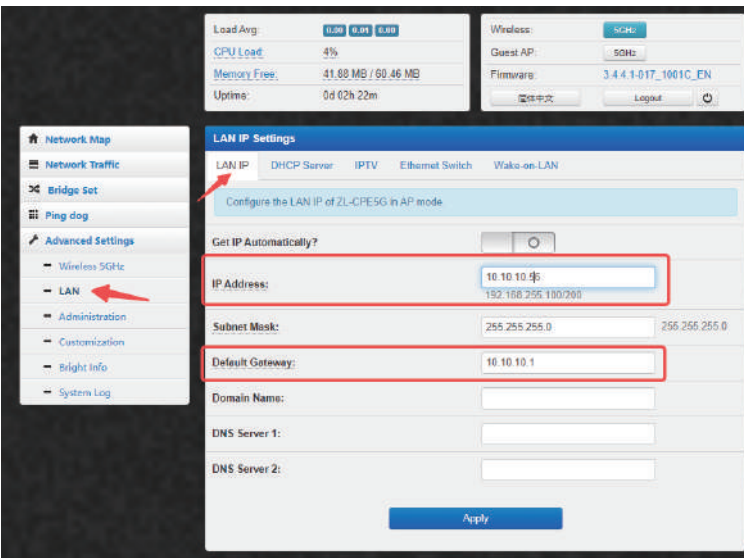 Load Avg: 0.00 0.01 0.00
CPU Load: 4%
Memory Free: 41.88 MB / 60.46 MB
Uptime: 0d 02h 22m
Wireless: 5GHz
Guest AP: 5GHz
Firmware: 3.4.4.1-017_1001C_EN
简体中文 Logout
Network Map
Network Traffic
Bridge Set
Ping dog
Advanced Settings
Wireless 5GHz
LAN
Administration
Customization
Bright Info
System Log
LAN IP Settings
LAN IP DHCP Server IPTV Ethernet Switch Wake-on-LAN
Configure the LAN IP of ZL-CPE5G in AP mode.
Get IP Automatically?
IP Address: 10.10.10.55
192.168.255.100/200
Subnet Mask: 255.255.255.0 255.255.255.0
Default Gateway: 10.10.10.1
Domain Name:
DNS Server 1:
DNS Server 2:
Apply